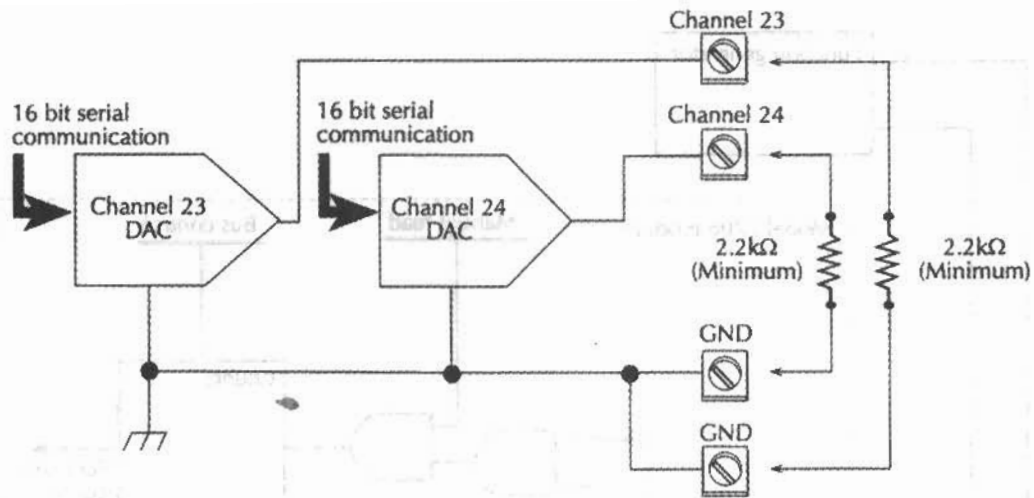 Channel 23
16 bit serial
communication
16 bit serial
communication
Channel 24
Channel 23
DAC
Channel 24
DAC
2.2kΩ
(Minimum)
2.2kΩ
(Minimum)
GND
GND